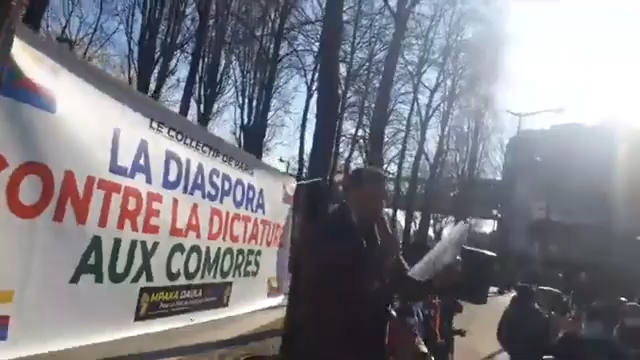 LE COLLECTIF DE PARIS
LA DIASPORA
CONTRE LA DICTATURE
AUX COMORES
MPAKA DAULA